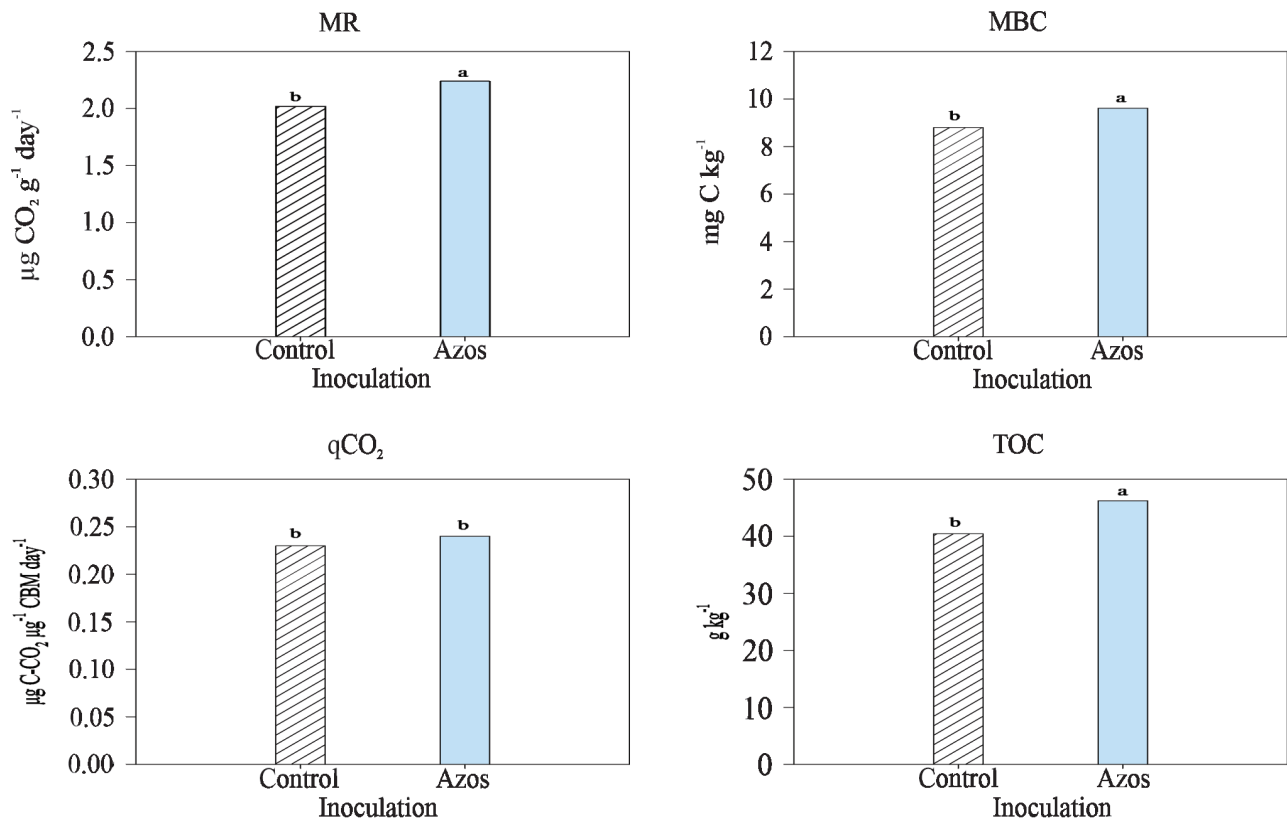 MR
2.5
2.0
1.5
1.0
0.5
0.0
µg CO₂ g⁻¹ day⁻¹
b
a
Control Azos
Inoculation
MBC
12
10
8
6
4
2
0
mg C kg⁻¹
b
a
Control Azos
Inoculation
qCO₂
0.30
0.25
0.20
0.15
0.10
0.05
0.00
µg C-CO₂ µg⁻¹ CBM day⁻¹
b
b
Control Azos
Inoculation
TOC
50
40
30
20
10
0
g kg⁻¹
b
a
Control Azos
Inoculation